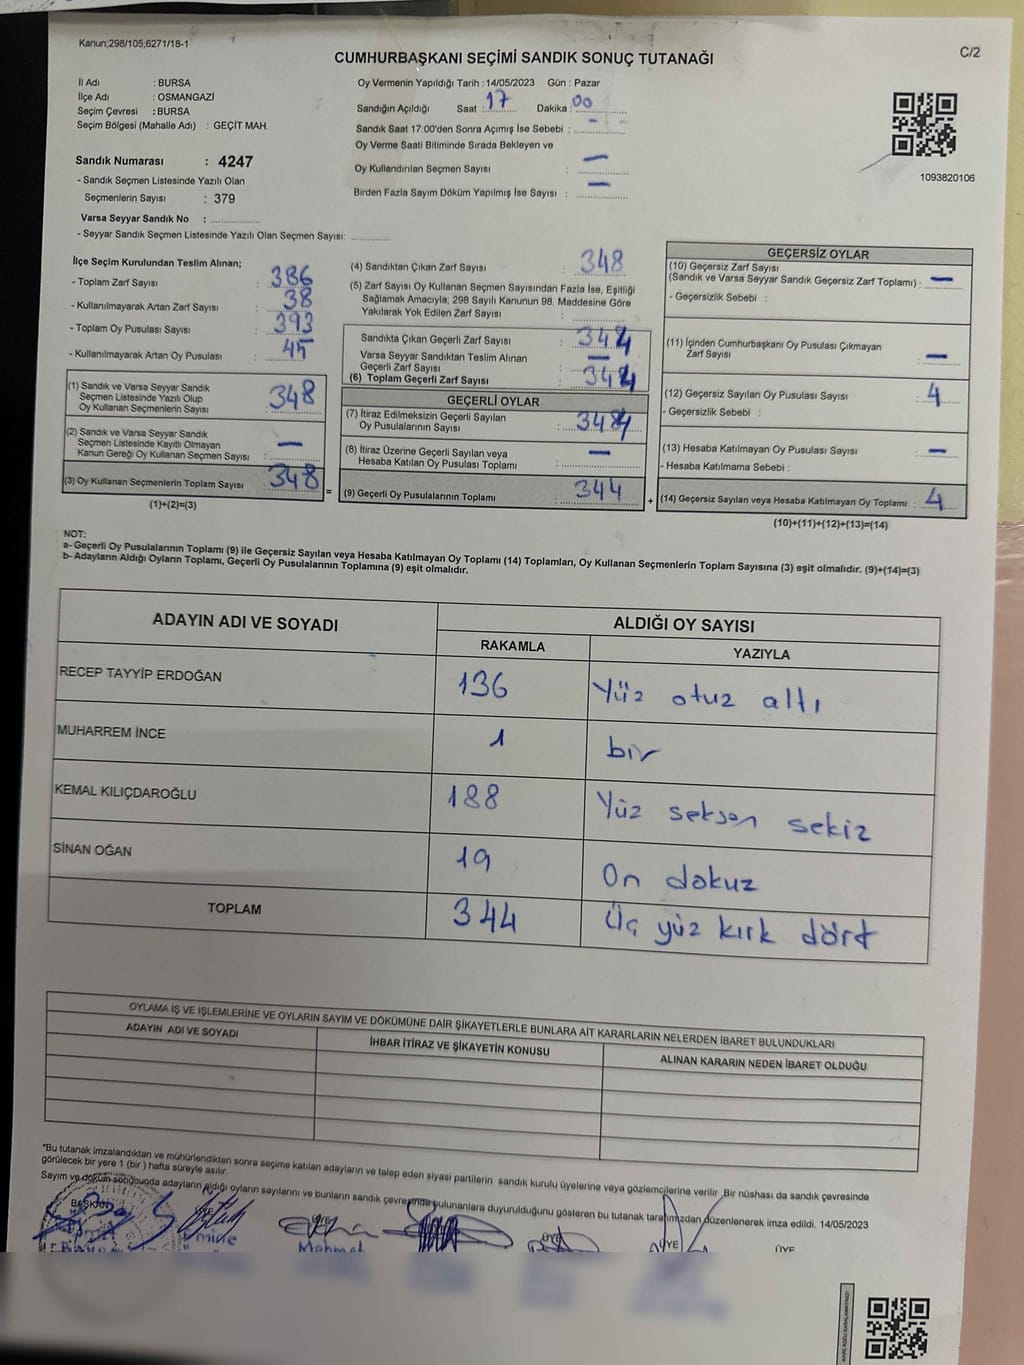 Kanun;298/105;6271/18-1
C/2
CUMHURBAŞKANI SEÇİMİ SANDIK SONUÇ TUTANAĞI
İl Adı : BURSA
İlçe Adı : OSMANGAZİ
Seçim Çevresi : BURSA
Seçim Bölgesi (Mahalle Adı) : GEÇİT MAH.
Sandık Numarası : 4247
- Sandık Seçmen Listesinde Yazılı Olan
Seçmenlerin Sayısı : 379
Varsa Seyyar Sandık No :
- Seyyar Sandık Seçmen Listesinde Yazılı Olan Seçmen Sayısı:
Oy Vermenin Yapıldığı Tarih : 14/05/2023 Gün : Pazar
Sandığın Açıldığı Saat : 17 Dakika : 00
Sandık Saat 17.00'den Sonra Açımış İse Sebebi : -
Oy Verme Saati Bitiminde Sırada Bekleyen ve
Oy Kullandırılan Seçmen Sayısı : -
Birden Fazla Sayım Döküm Yapılmış İse Sayısı : -
1093820106
İlçe Seçim Kurulundan Teslim Alınan;
- Toplam Zarf Sayısı : 386
- Kullanılmayarak Artan Zarf Sayısı : 38
- Toplam Oy Pusulası Sayısı : 393
- Kullanılmayarak Artan Oy Pusulası : 45
(1) Sandık ve Varsa Seyyar Sandık
Seçmen Listesinde Yazılı Olup
Oy Kullanan Seçmenlerin Sayısı : 348
(2) Sandık ve Varsa Seyyar Sandık
Seçmen Listesinde Kayıtlı Olmayan
Kanun Gereği Oy Kullanan Seçmen Sayısı : -
(3) Oy Kullanan Seçmenlerin Toplam Sayısı : 348 =
(1)+(2)=(3)
(4) Sandıktan Çıkan Zarf Sayısı : 348
(5) Zarf Sayısı Oy Kullanan Seçmen Sayısından Fazla İse, Eşitliği
Sağlamak Amacıyla; 298 Sayılı Kanunun 98. Maddesine Göre
Yakılarak Yok Edilen Zarf Sayısı :
Sandıkta Çıkan Geçerli Zarf Sayısı : 344
Varsa Seyyar Sandıktan Teslim Alınan
Geçerli Zarf Sayısı : -
(6) Toplam Geçerli Zarf Sayısı : 344
GEÇERLİ OYLAR
(7) İtiraz Edilmeksizin Geçerli Sayılan
Oy Pusulalarının Sayısı : 344
(8) İtiraz Üzerine Geçerli Sayılan veya
Hesaba Katılan Oy Pusulası Toplamı : -
(9) Geçerli Oy Pusulalarının Toplamı : 344 +
GEÇERSİZ OYLAR
(10) Geçersiz Zarf Sayısı
(Sandık ve Varsa Seyyar Sandık Geçersiz Zarf Toplamı) : -
- Geçersizlik Sebebi :
(11) İçinden Cumhurbaşkanı Oy Pusulası Çıkmayan
Zarf Sayısı : -
(12) Geçersiz Sayılan Oy Pusulası Sayısı : 4
- Geçersizlik Sebebi :
(13) Hesaba Katılmayan Oy Pusulası Sayısı : -
- Hesaba Katılmama Sebebi :
(14) Geçersiz Sayılan veya Hesaba Katılmayan Oy Toplamı : 4
(10)+(11)+(12)+(13)=(14)
NOT:
a- Geçerli Oy Pusulalarının Toplamı (9) ile Geçersiz Sayılan veya Hesaba Katılmayan Oy Toplamı (14) Toplamları, Oy Kullanan Seçmenlerin Toplam Sayısına (3) eşit olmalıdır. (9)+(14)=(3)
b- Adayların Aldığı Oyların Toplamı, Geçerli Oy Pusulalarının Toplamına (9) eşit olmalıdır.
ADAYIN ADI VE SOYADI ALDIĞI OY SAYISI
RAKAMLA YAZIYLA
RECEP TAYYİP ERDOĞAN 136 Yüz otuz altı
MUHARREM İNCE 1 bir
KEMAL KILIÇDAROĞLU 188 Yüz seksen sekiz
SİNAN OĞAN 19 On dokuz
TOPLAM 344 Üç yüz kırk dört
OYLAMA İŞ VE İŞLEMLERİNE VE OYLARIN SAYIM VE DÖKÜMÜNE DAİR ŞİKAYETLERLE BUNLARA AİT KARARLARIN NELERDEN İBARET BULUNDUKLARI
ADAYIN ADI VE SOYADI İHBAR İTİRAZ VE ŞİKAYETİN KONUSU ALINAN KARARIN NEDEN İBARET OLDUĞU
*Bu tutanak imzalandıktan ve mühürlendikten sonra seçime katılan adayların ve talep eden siyasi partilerin sandık kurulu üyelerine veya gözlemcilerine verilir .Bir nüshası da sandık çevresinde
görülecek bir yere 1 (bir ) hafta süreyle asılır.
Sayım ve döküm sonucunda adayların aldığı oyların sayılarını ve bunların sandık çevresinde bulunanlara duyurulduğunu gösteren bu tutanak tarafımızdan düzenlenerek imza edildi. 14/05/2023
BAŞKAN ÜYE ÜYE ÜYE ÜYE
Emine Mehmet